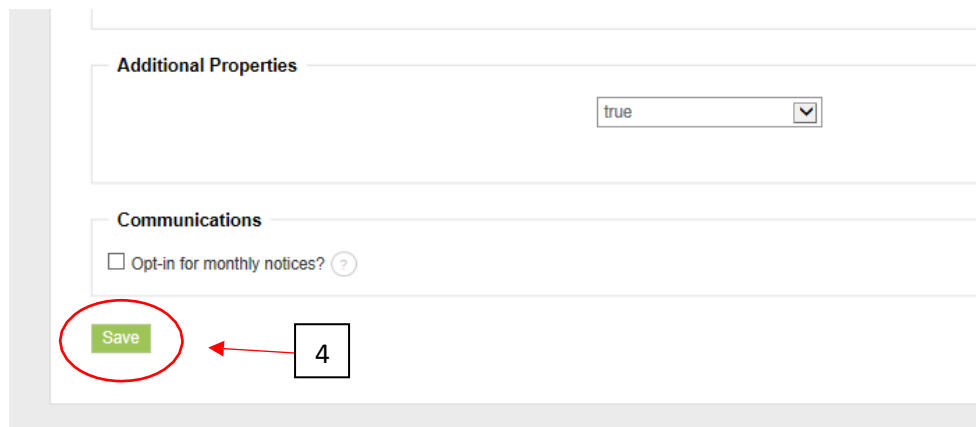 Additional Properties
true
Communications
Opt-in for monthly notices? ?
Save
4